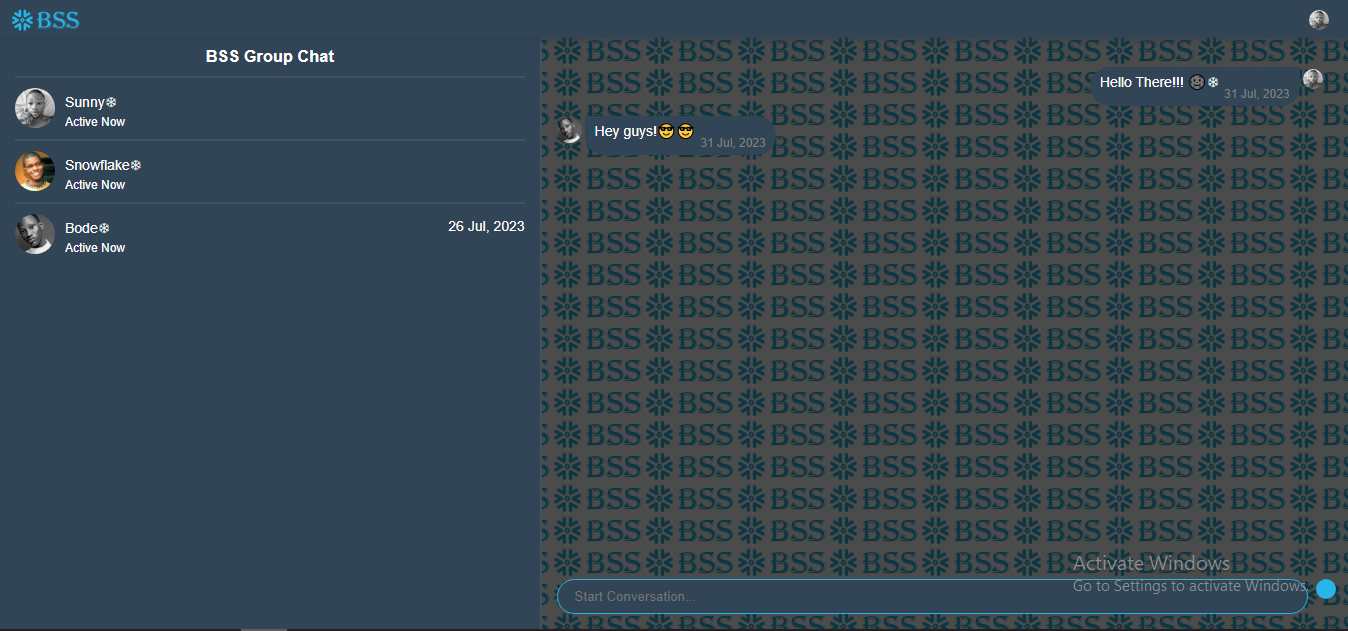 BSS
BSS Group Chat
Sunny❄
Active Now
Snowflake❄
Active Now
Bode❄
26 Jul, 2023
Active Now
Hello There!!! 🌚❄
31 Jul, 2023
Hey guys!😎😎
31 Jul, 2023
Activate Windows
Go to Settings to activate Windows.
Start Conversation...